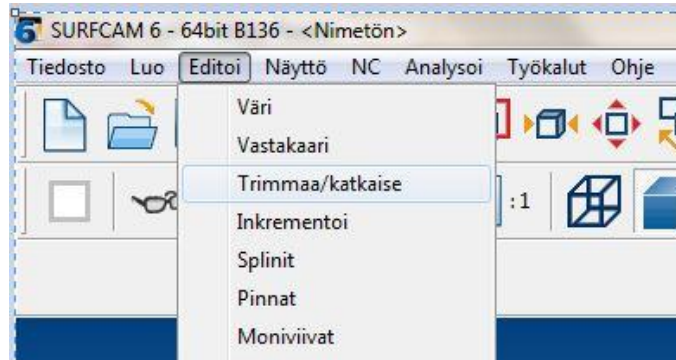 SURFCAM 6 - 64bit B136 - <Nimetön>
Tiedosto Luo Editoi Näyttö NC Analysoi Työkalut Ohje
Väri
Vastakaari
Trimmaa/katkaise
:1
Inkrementoi
Splinit
Pinnat
Moniviivat